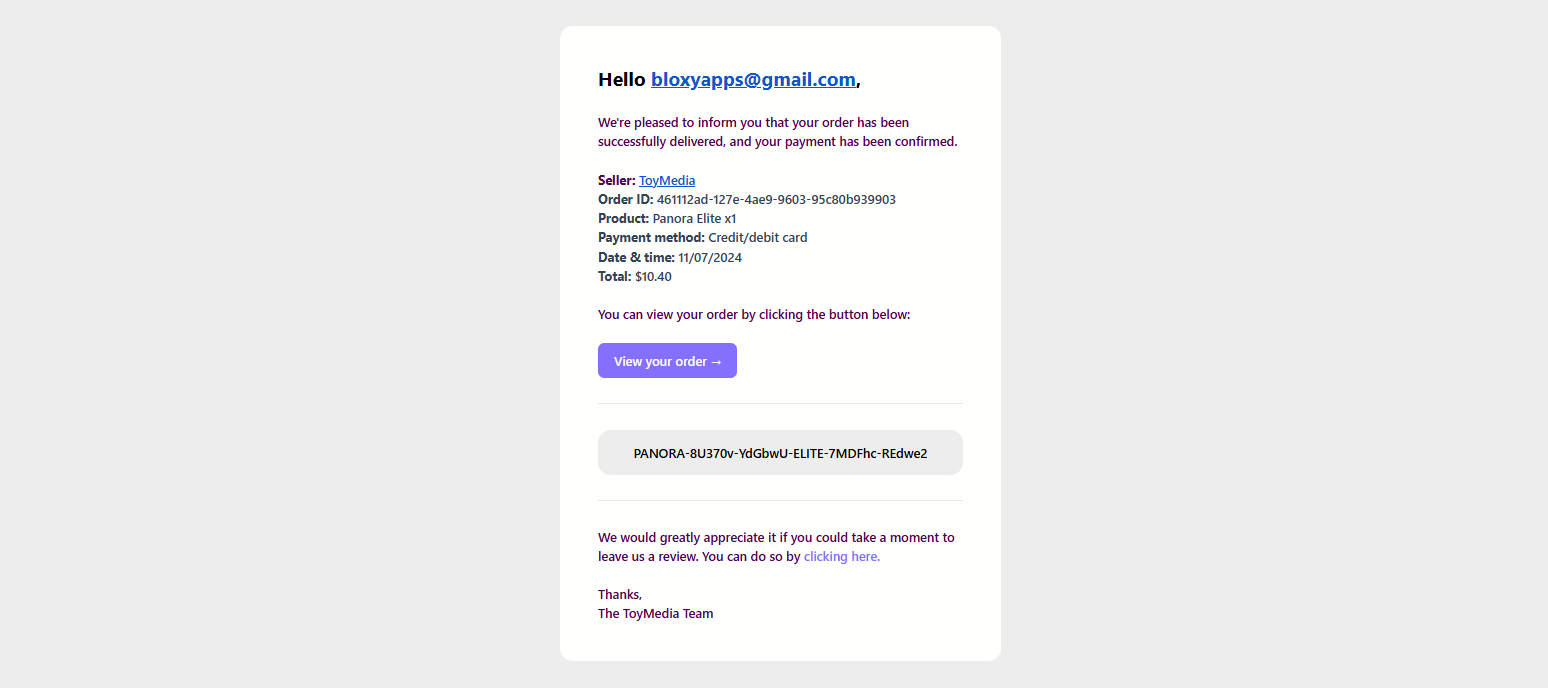 Hello bloxyapps@gmail.com,
We're pleased to inform you that your order has been
successfully delivered, and your payment has been confirmed.
Seller: ToyMedia
Order ID: 461112ad-127e-4ae9-9603-95c80b939903
Product: Panora Elite x1
Payment method: Credit/debit card
Date & time: 11/07/2024
Total: $10.40
You can view your order by clicking the button below:
View your order →
PANORA-8U370v-YdGbwU-ELITE-7MDFhc-REdwe2
We would greatly appreciate it if you could take a moment to
leave us a review. You can do so by clicking here.
Thanks,
The ToyMedia Team